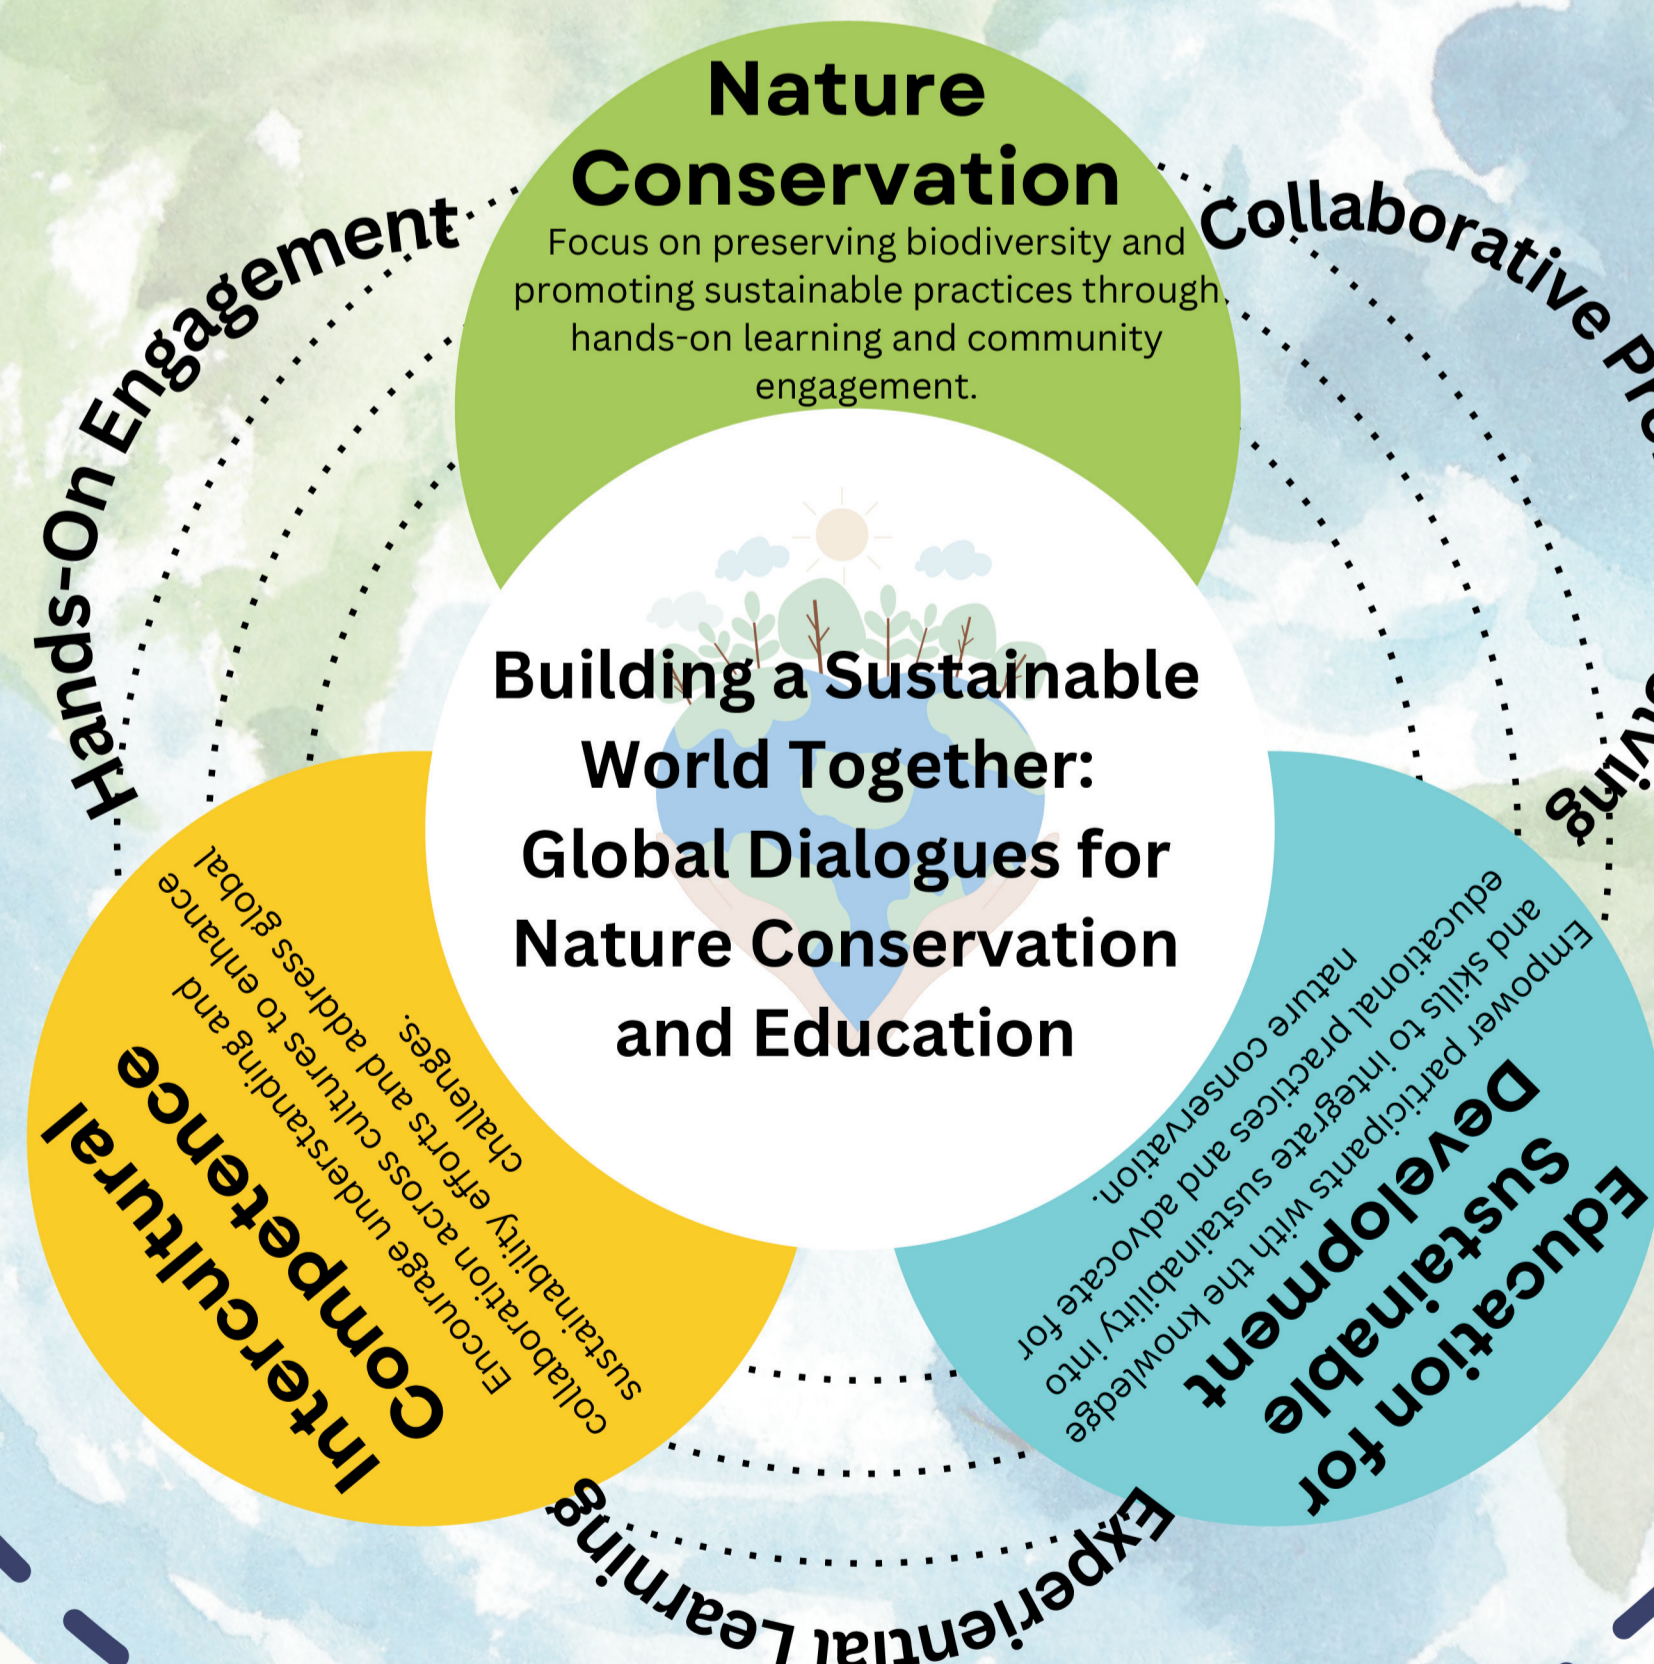 Nature
Conservation
Focus on preserving biodiversity and
promoting sustainable practices through
hands-on learning and community
engagement.
Hands-On Engagement
Collaborative
Building a Sustainable
World Together:
Global Dialogues for
Nature Conservation
and Education
Education for
Sustainable
Development
Empower participants with the knowledge
and skills to integrate sustainability into
educational practices and advocate for
nature conservation.
Experiential Learning
Intercultural
Competence
Encourage understanding and
collaboration across cultures to enhance
sustainability efforts and address global
challenges.